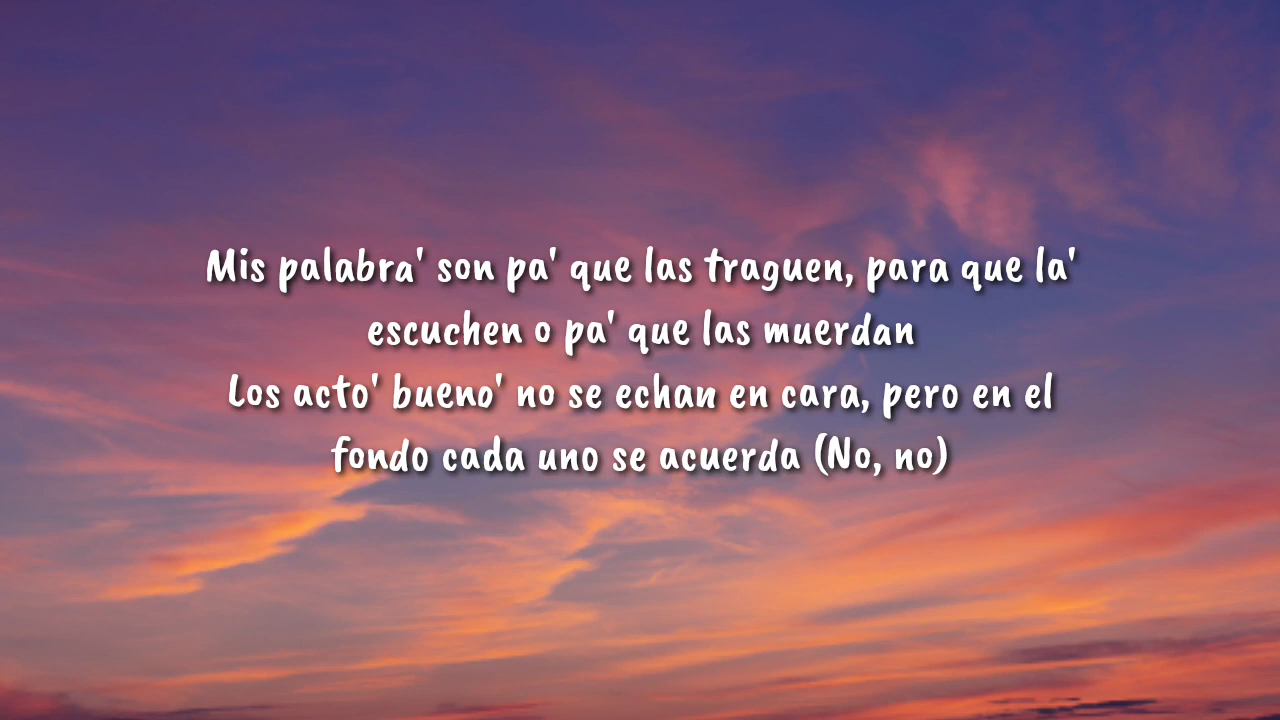 Mis palabra' son pa' que las traguen, para que la'
escuchen o pa' que las muerdan
Los acto' bueno' no se echan en cara, pero en el
fondo cada uno se acuerda (No, no)